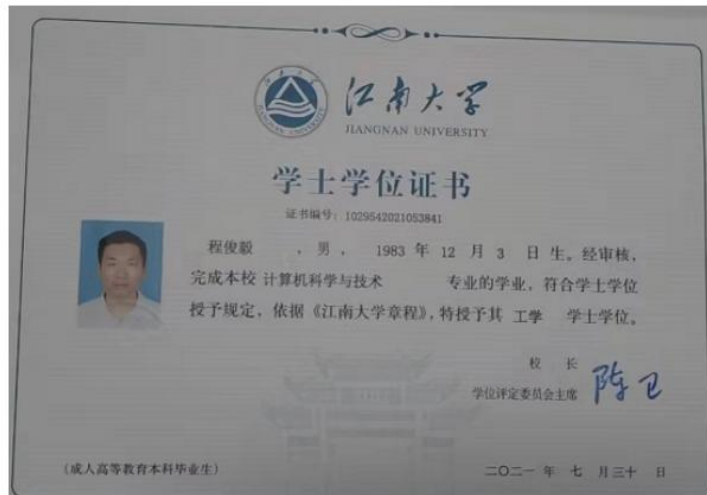 江南大学
JIANGNAN UNIVERSITY
学士学位证书
证书编号：1029542021053841
程俊毅 ，男， 1983 年 12 月 3 日生。经审核，
完成本校 计算机科学与技术 专业的学业，符合学士学位
授予规定，依据《江南大学章程》，特授予其 工学 学士学位。
校 长
学位评定委员会主席 陈卫
（成人高等教育本科毕业生）
二〇二一 年 七 月三十 日